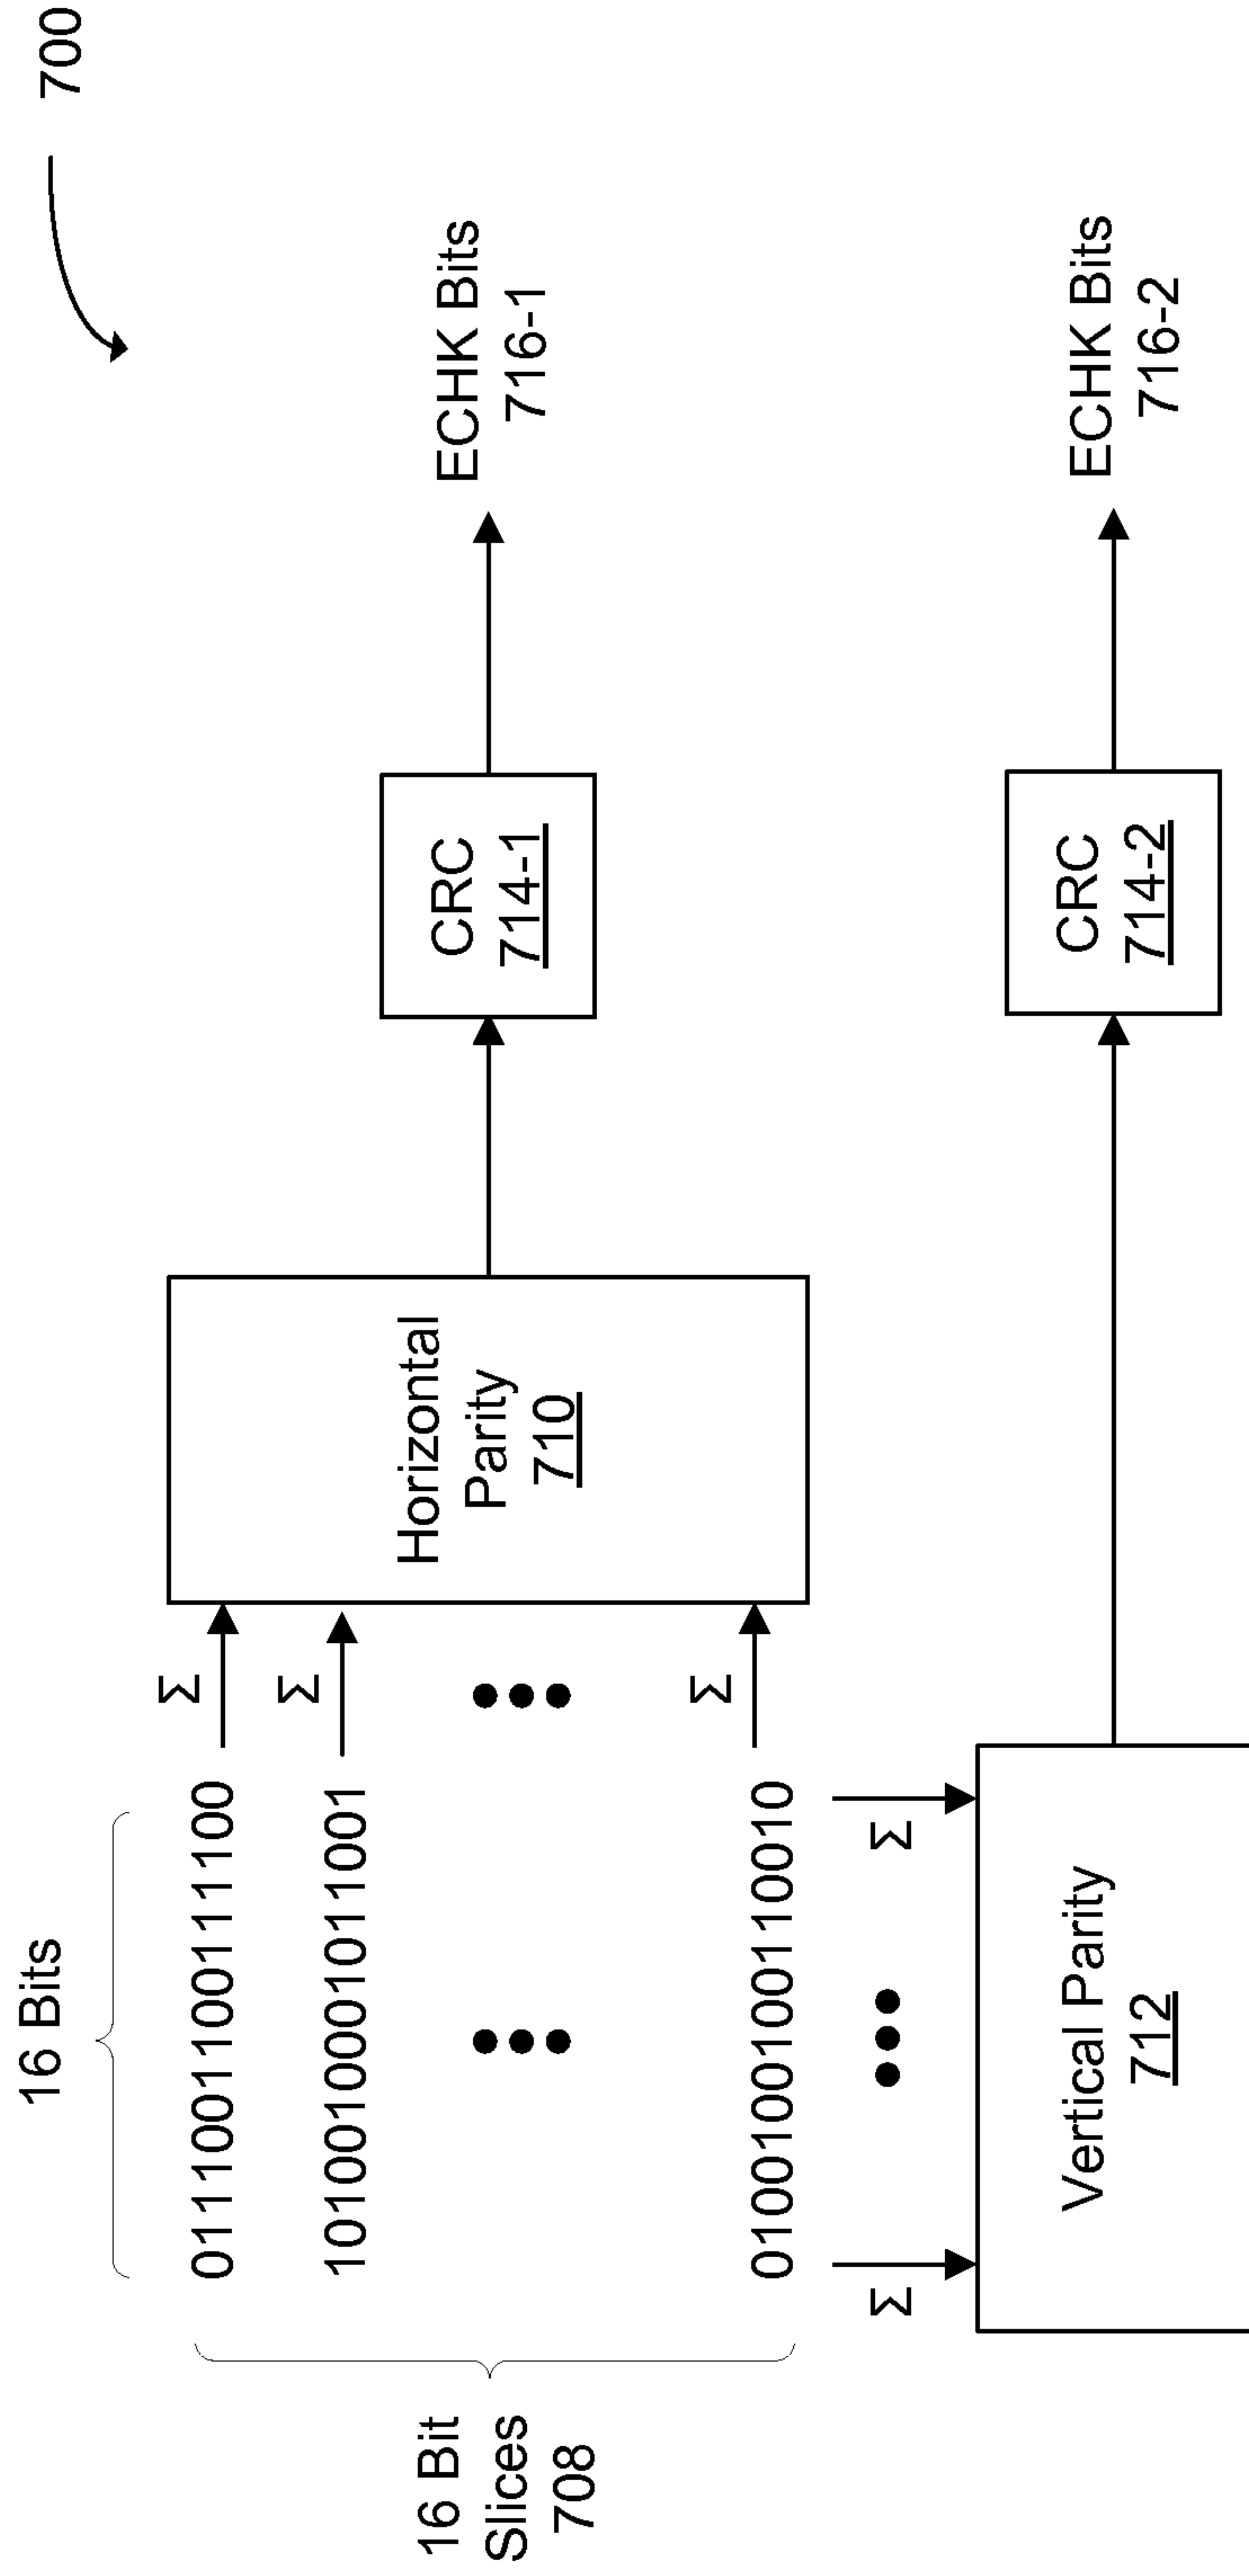 700
16 Bits
0111001100111100
Σ
1010010001011001
Σ
16 Bit
Slices
708
Horizontal
Parity
710
CRC
714-1
ECHK Bits
716-1
0100100100110010
Σ
Σ
Σ
Vertical Parity
712
CRC
714-2
ECHK Bits
716-2